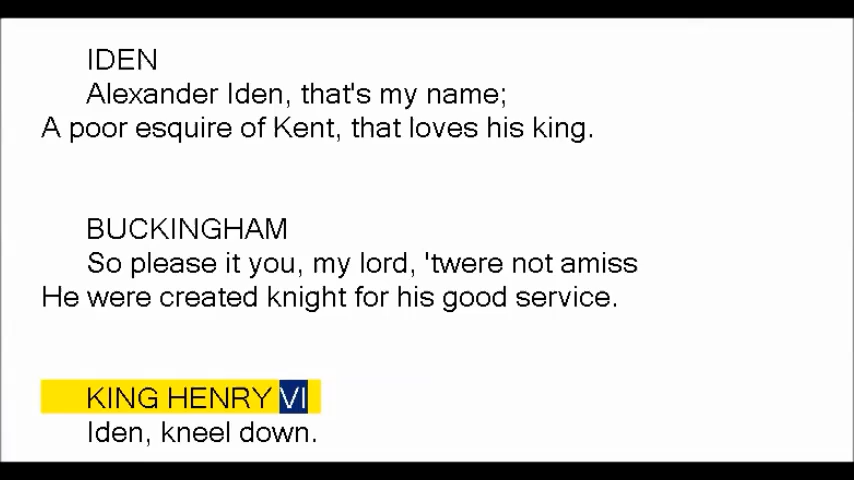 IDEN
Alexander Iden, that's my name;
A poor esquire of Kent, that loves his king.
BUCKINGHAM
So please it you, my lord, 'twere not amiss
He were created knight for his good service.
KING HENRY VI
Iden, kneel down.